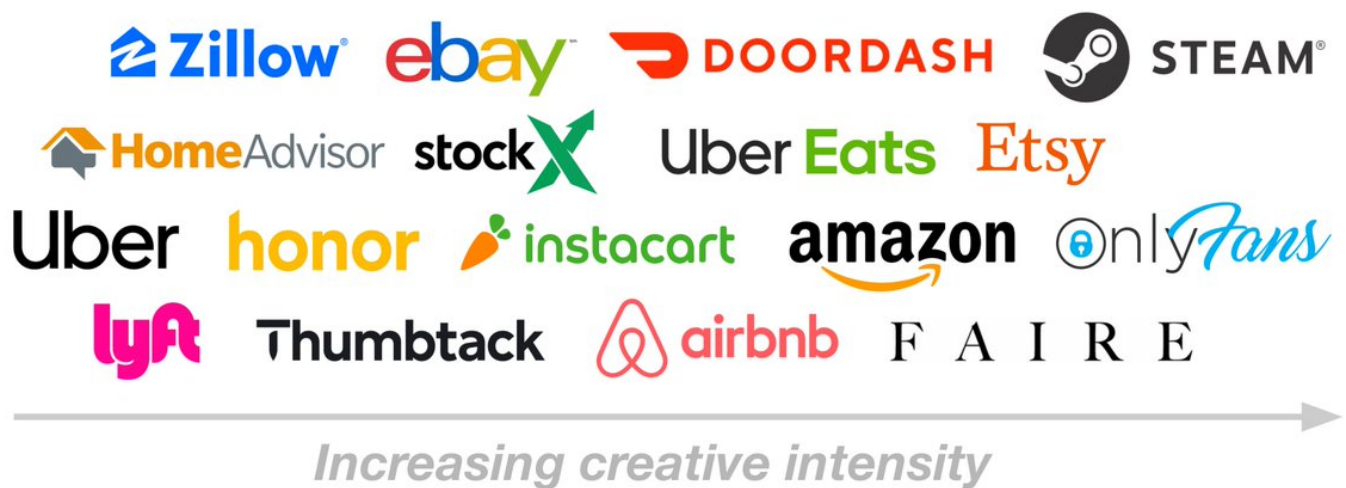 Zillow®
ebay™
DOORDASH
STEAM®
HomeAdvisor
stockX
Uber Eats
Etsy
Uber
honor
instacart
amazon
OnlyFans
lyft
Thumbtack
airbnb
FAIRE
Increasing creative intensity